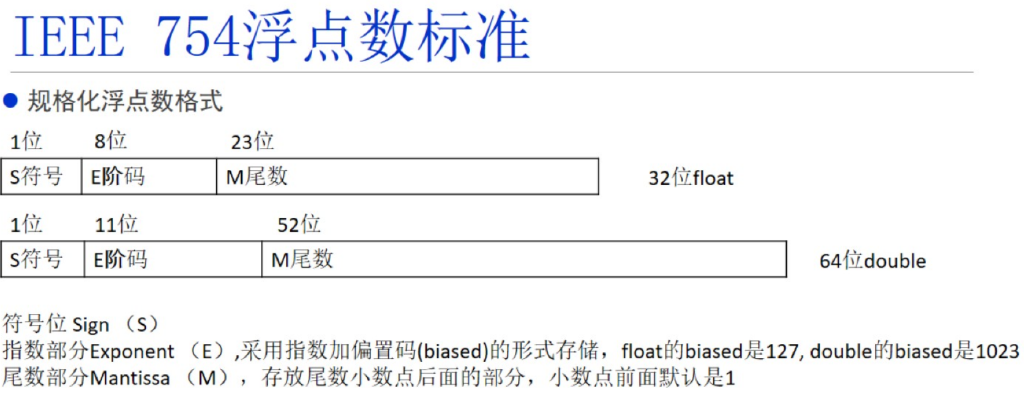 IEEE 754浮点数标准
规格化浮点数格式
1位 8位 23位
S符号 E阶码 M尾数 32位float
1位 11位 52位
S符号 E阶码 M尾数 64位double
符号位 Sign （S）
指数部分Exponent （E）,采用指数加偏置码(biased)的形式存储，float的biased是127, double的biased是1023
尾数部分Mantissa （M），存放尾数小数点后面的部分，小数点前面默认是1